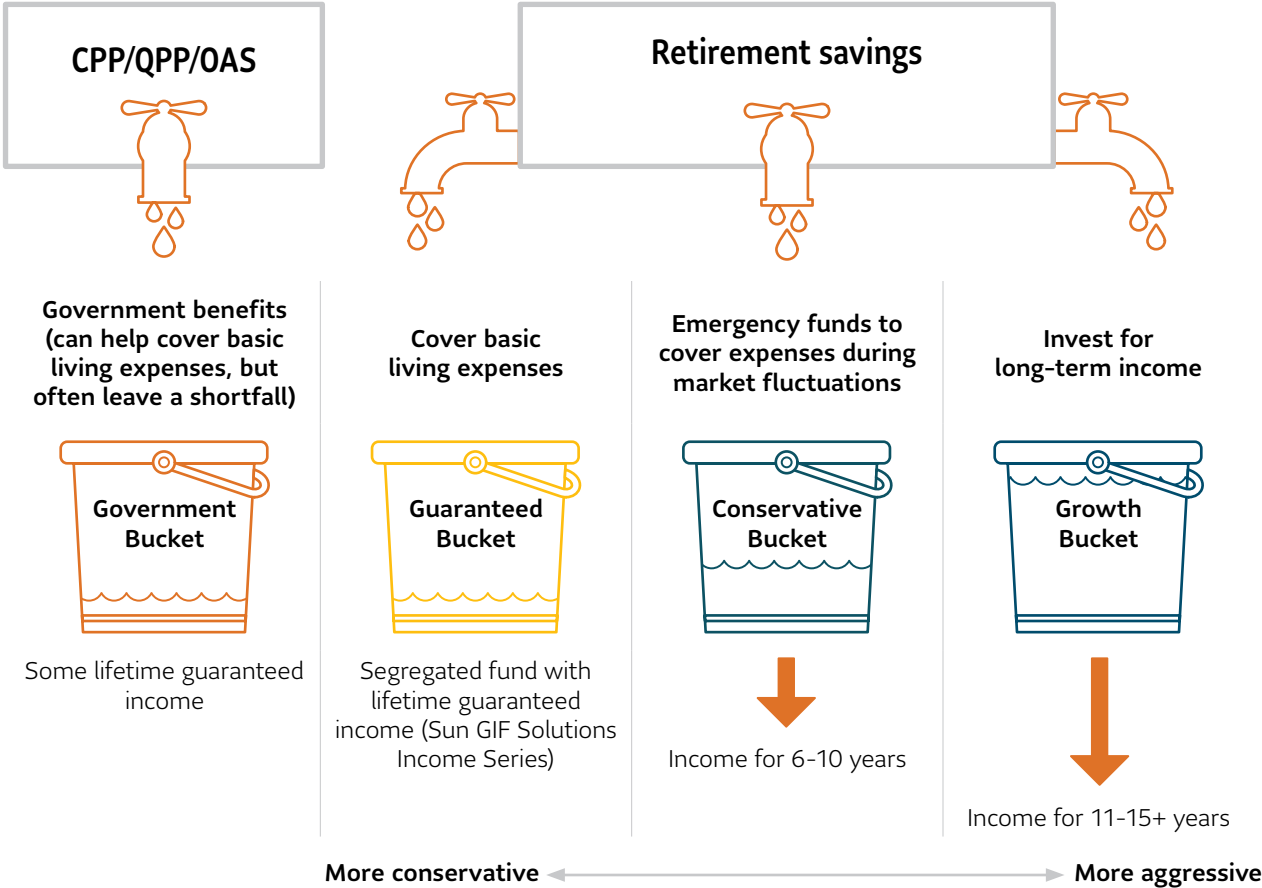 CPP/QPP/OAS
Retirement savings
Government benefits
(can help cover basic
living expenses, but
often leave a shortfall)
Cover basic
living expenses
Emergency funds to
cover expenses during
market fluctuations
Invest for
long-term income
Government
Bucket
Guaranteed
Bucket
Conservative
Bucket
Growth
Bucket
Some lifetime guaranteed
income
Segregated fund with
lifetime guaranteed
income (Sun GIF Solutions
Income Series)
Income for 6-10 years
Income for 11-15+ years
More conservative
More aggressive